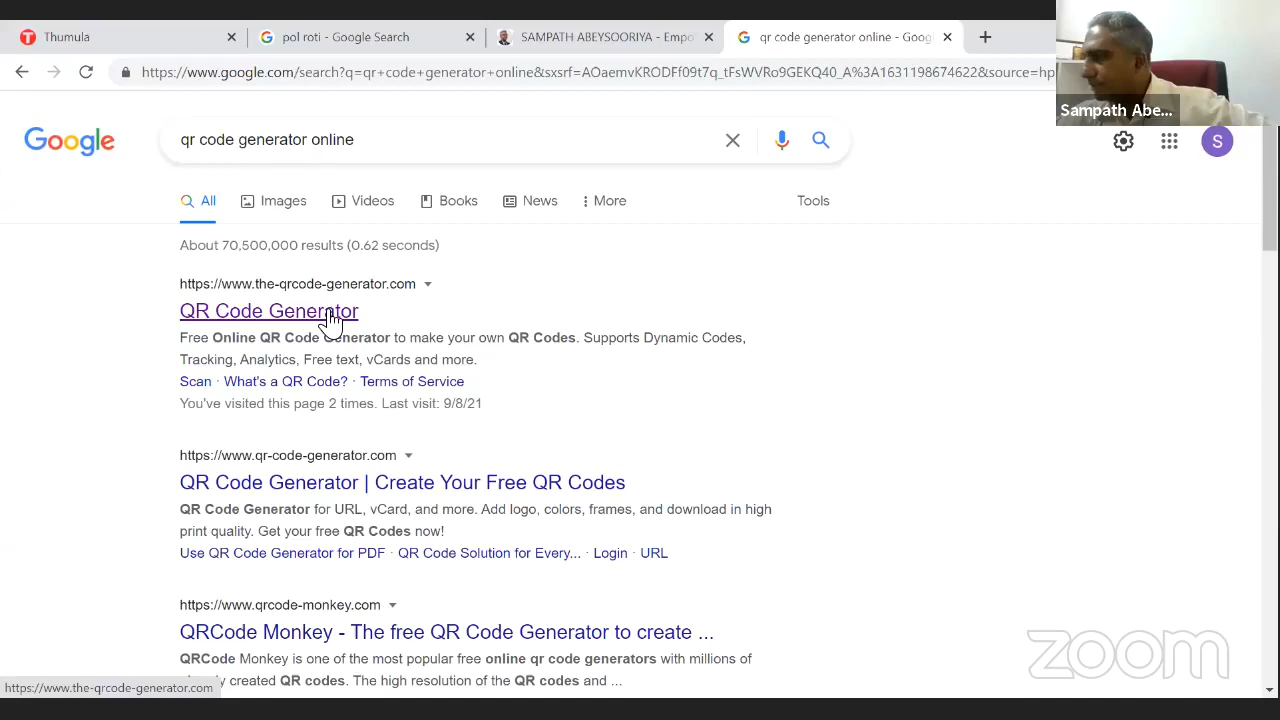 Thumula
pol roti - Google Search
SAMPATH ABEYSOORIYA - Empo
qr code generator online - Goog
https://www.google.com/search?q=qr+code+generator+online&sxsrf=AOaemvKRODFf09t7q_tFsWVRo9GEKQ40_A%3A1631198674622&source=hp
Sampath Abe...
Google
qr code generator online
S
All
Images
Videos
Books
News
More
Tools
About 70,500,000 results (0.62 seconds)
https://www.the-qrcode-generator.com
QR Code Generator
Free Online QR Code Generator to make your own QR Codes. Supports Dynamic Codes,
Tracking, Analytics, Free text, vCards and more.
Scan · What's a QR Code? · Terms of Service
You've visited this page 2 times. Last visit: 9/8/21
https://www.qr-code-generator.com
QR Code Generator | Create Your Free QR Codes
QR Code Generator for URL, vCard, and more. Add logo, colors, frames, and download in high
print quality. Get your free QR Codes now!
Use QR Code Generator for PDF · QR Code Solution for Every... · Login · URL
https://www.qrcode-monkey.com
QRCode Monkey - The free QR Code Generator to create ...
QRCode Monkey is one of the most popular free online qr code generators with millions of
created QR codes. The high resolution of the QR codes and ...
https://www.the-qrcode-generator.com
zoom